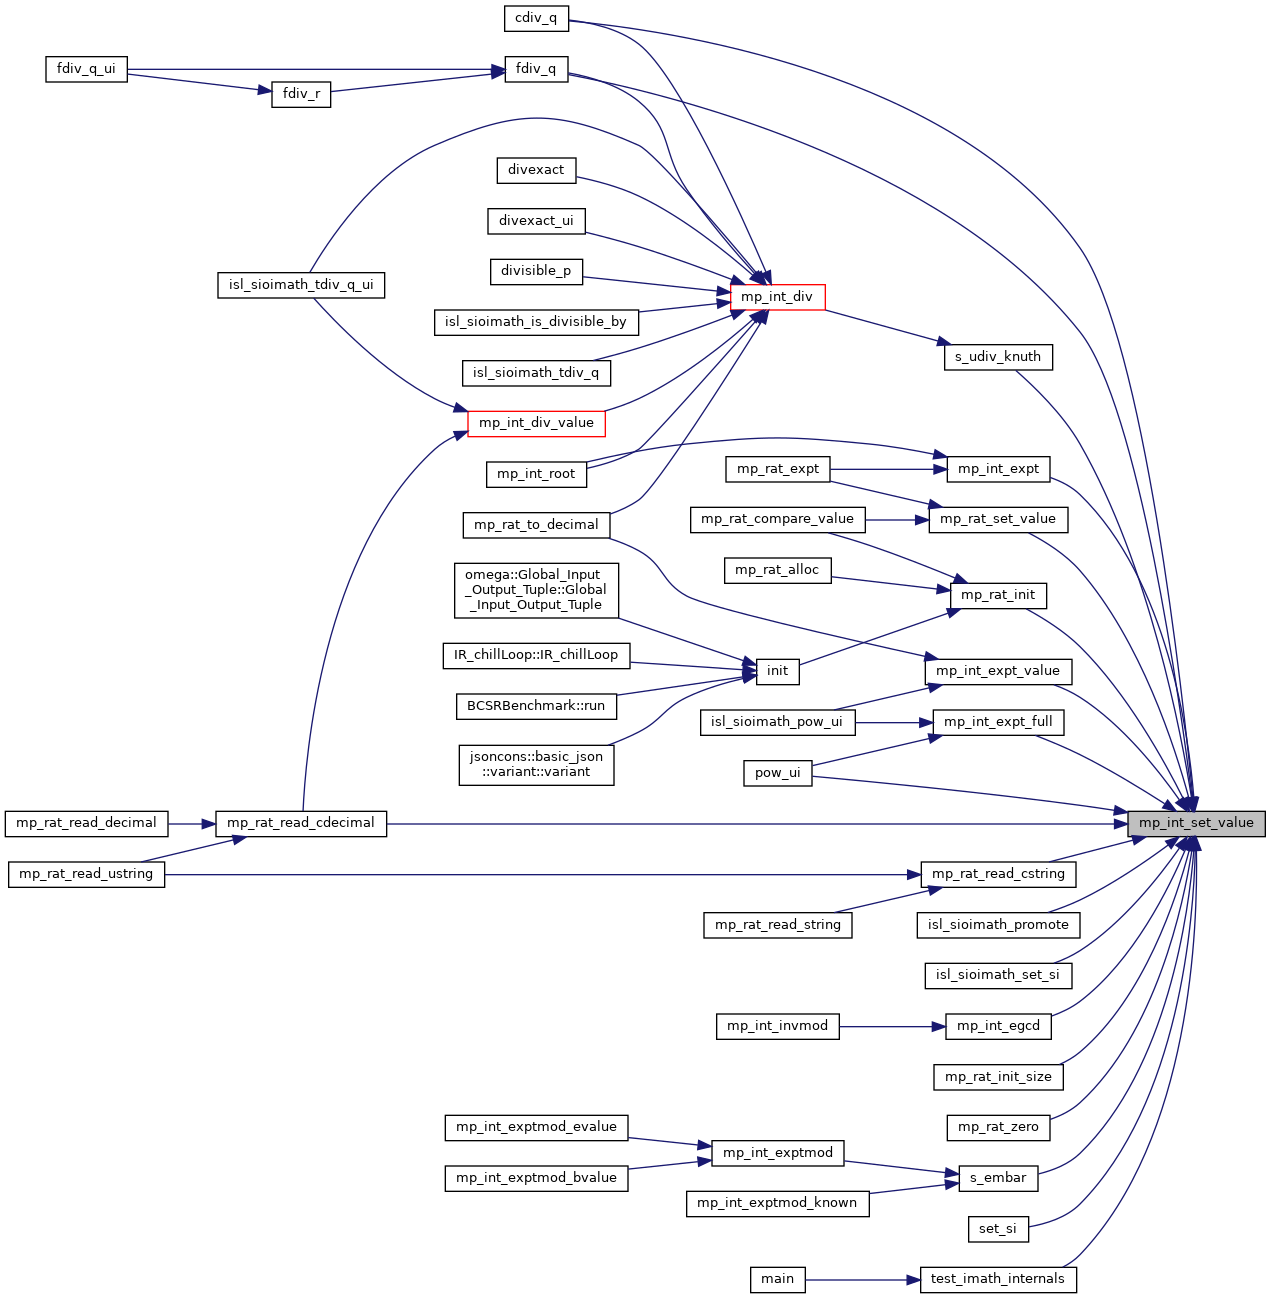 cdiv_q
fdiv_q_ui
fdiv_q
fdiv_r
divexact
divexact_ui
divisible_p
isl_sioimath_tdiv_q_ui
mp_int_div
isl_sioimath_is_divisible_by
s_udiv_knuth
isl_sioimath_tdiv_q
mp_int_div_value
mp_int_root
mp_rat_expt
mp_int_expt
mp_rat_to_decimal
mp_rat_compare_value
mp_rat_set_value
mp_rat_alloc
omega::Global_Input
_Output_Tuple::Global
_Input_Output_Tuple
mp_rat_init
IR_chillLoop::IR_chillLoop
init
mp_int_expt_value
BCSRBenchmark::run
isl_sioimath_pow_ui
mp_int_expt_full
jsoncons::basic_json
::variant::variant
pow_ui
mp_rat_read_decimal
mp_rat_read_cdecimal
mp_int_set_value
mp_rat_read_ustring
mp_rat_read_cstring
mp_rat_read_string
isl_sioimath_promote
isl_sioimath_set_si
mp_int_invmod
mp_int_egcd
mp_rat_init_size
mp_int_exptmod_evalue
mp_rat_zero
mp_int_exptmod
mp_int_exptmod_bvalue
s_embar
mp_int_exptmod_known
set_si
main
test_imath_internals